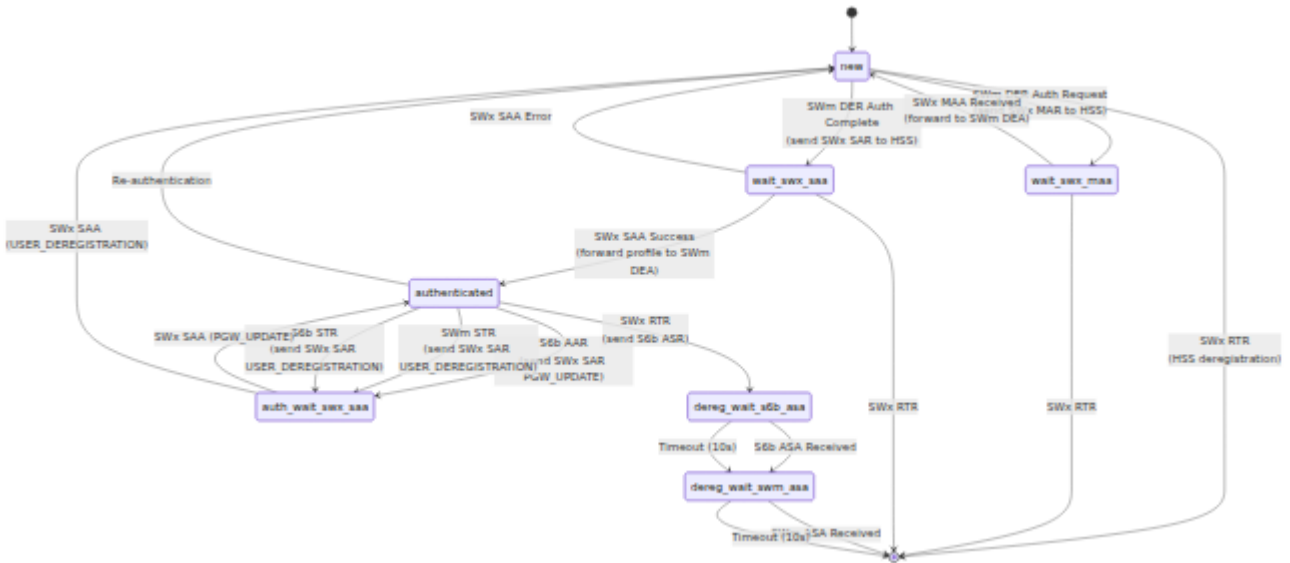 new
SWx SAA Error
SWm DER Auth
Complete
(send SWx SAR to HSS)
SWx MAA Received
(forward to SWm DEA)
DER Auth Request
MAR to HSS)
Re-authentication
wait_swx_saa
wait_swx_maa
SWx SAA
(USER_DEREGISTRATION)
SWx SAA Success
(forward profile to SWm
DEA)
authenticated
SWx SAA (PGW_UPDATE)
S6b STR
(send SWx SAR
USER_DEREGISTRATION)
SWm STR
(send SWx SAR
USER_DEREGISTRATION)
S6b AAR
SWx SAR
PGW_UPDATE)
SWx RTR
(send S6b ASR)
SWx RTR
(HSS deregistration)
auth_wait_swx_saa
dereg_wait_s6b_asa
SWx RTR
SWx RTR
Timeout (10s)
S6b ASA Received
dereg_wait_swm_asa
Timeout (10s)
ASA Received